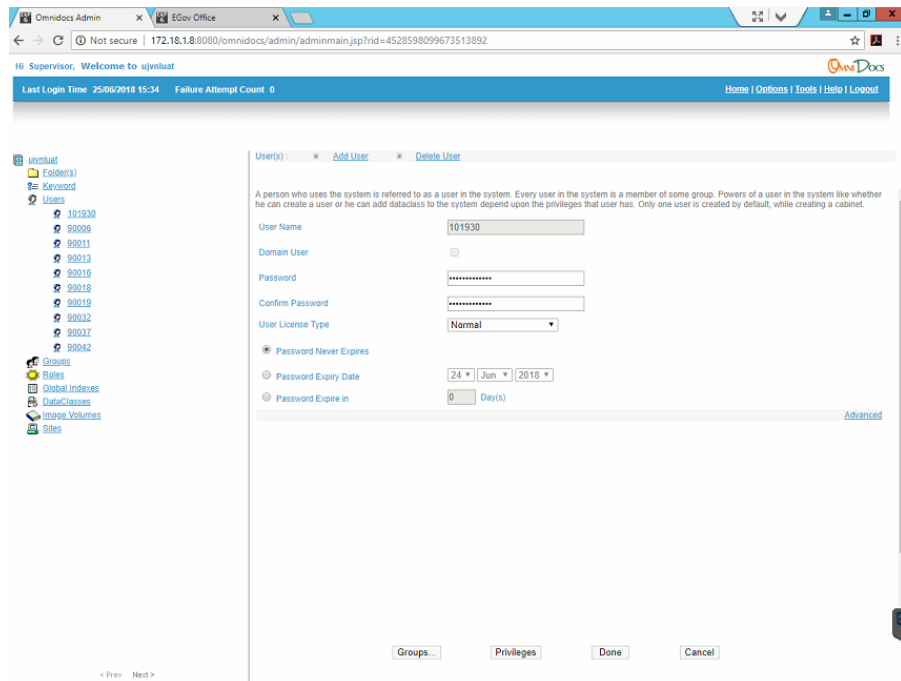 Omnidocs Admin x EGov Office x
Not secure | 172.18.1.8:8080/omnidocs/admin/adminmain.jsp?rid=4528598099673513892
Hi Supervisor, Welcome to ujvnluat
OmniDocs
Last Login Time 25/06/2018 15:34 Failure Attempt Count 0
Home | Options | Tools | Help | Logout
ujvnluat
Folder(s)
Keyword
Users
101930
90006
90011
90013
90016
90018
90019
90032
90037
90042
Groups
Roles
Global Indexes
DataClasses
Image Volumes
Sites
< Prev Next >
User(s) : Add User Delete User
A person who uses the system is referred to as a user in the system. Every user in the system is a member of some group. Powers of a user in the system like whether
he can create a user or he can add dataclass to the system depend upon the privileges that user has. Only one user is created by default, while creating a cabinet.
User Name 101930
Domain User
Password •••••••••••••
Confirm Password •••••••••••••
User License Type Normal
Password Never Expires
Password Expiry Date 24 Jun 2018
Password Expire in 0 Day(s)
Advanced
Groups... Privileges Done Cancel